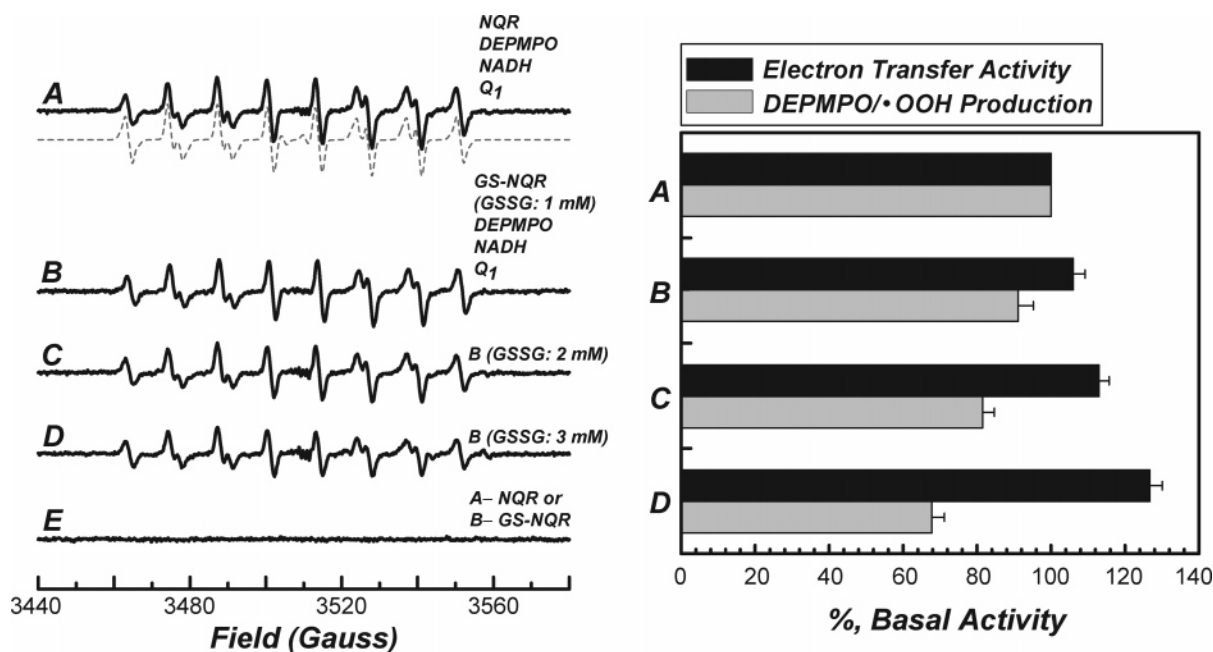 A
NQR
DEPMPO
NADH
Q1
B
GS-NQR
(GSSG: 1 mM)
DEPMPO
NADH
Q1
C
B (GSSG: 2 mM)
D
B (GSSG: 3 mM)
E
A– NQR or
B– GS-NQR
3440 3480 3520 3560
Field (Gauss)
Electron Transfer Activity
DEPMPO/•OOH Production
A
B
C
D
0 20 40 60 80 100 120 140
%, Basal Activity